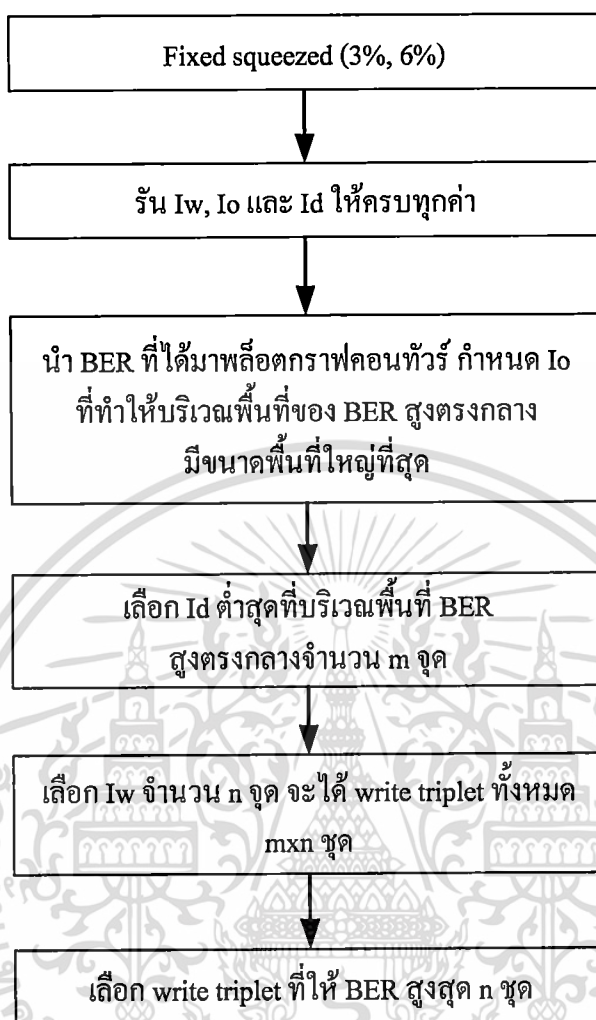 Fixed squeezed (3%, 6%)
รัน Iw, Io และ Id ให้ครบทุกค่า
นำ BER ที่ได้มาพล็อตกราฟคอนทัวร์ กำหนด Io
ที่ทำให้บริเวณพื้นที่ของ BER สูงตรงกลาง
มีขนาดพื้นที่ใหญ่ที่สุด
เลือก Id ต่ำสุดที่บริเวณพื้นที่ BER
สูงตรงกลางจำนวน m จุด
เลือก Iw จำนวน n จุด จะได้ write triplet ทั้งหมด
mxn ชุด
เลือก write triplet ที่ให้ BER สูงสุด n ชุด